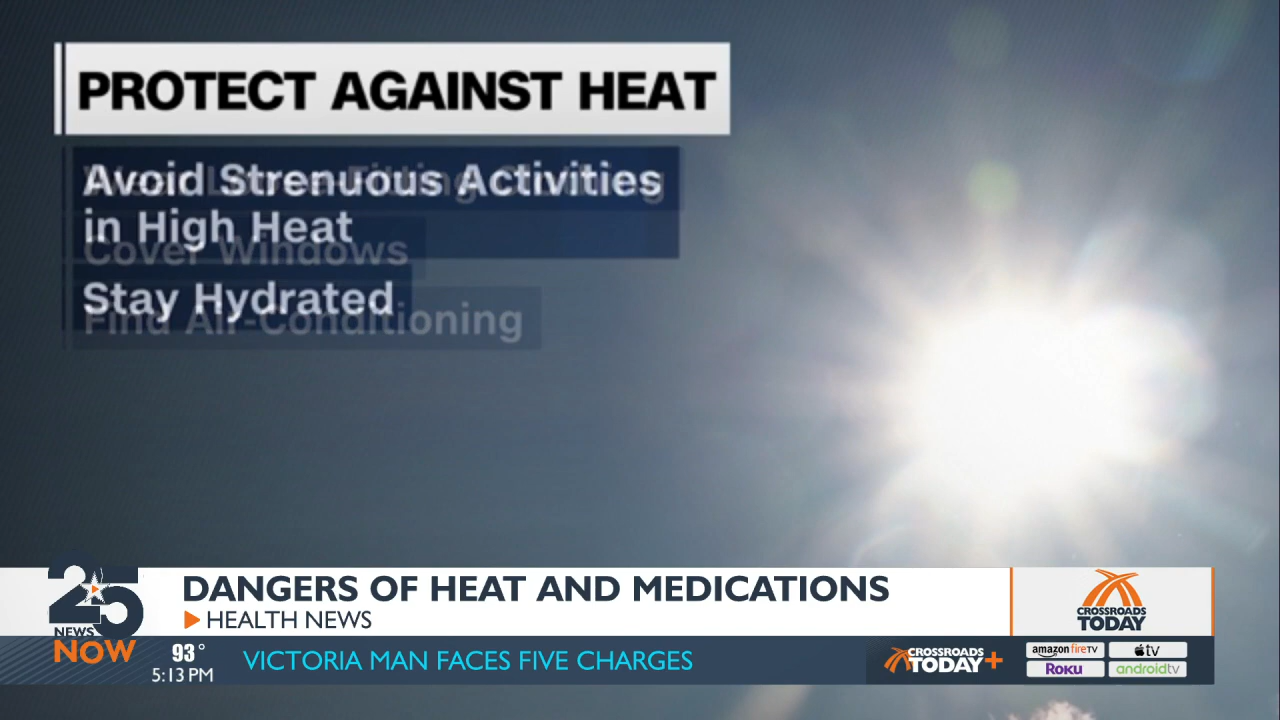 PROTECT AGAINST HEAT
Avoid Strenuous Activities
in High Heat
Cover Windows
Stay Hydrated
Find Air-Conditioning
25
NEWS
NOW
DANGERS OF HEAT AND MEDICATIONS
HEALTH NEWS
CROSSROADS
TODAY
93°
5:13 PM
VICTORIA MAN FACES FIVE CHARGES
CROSSROADS
TODAY+
amazon fireTV
tv
ROKU
androidtv